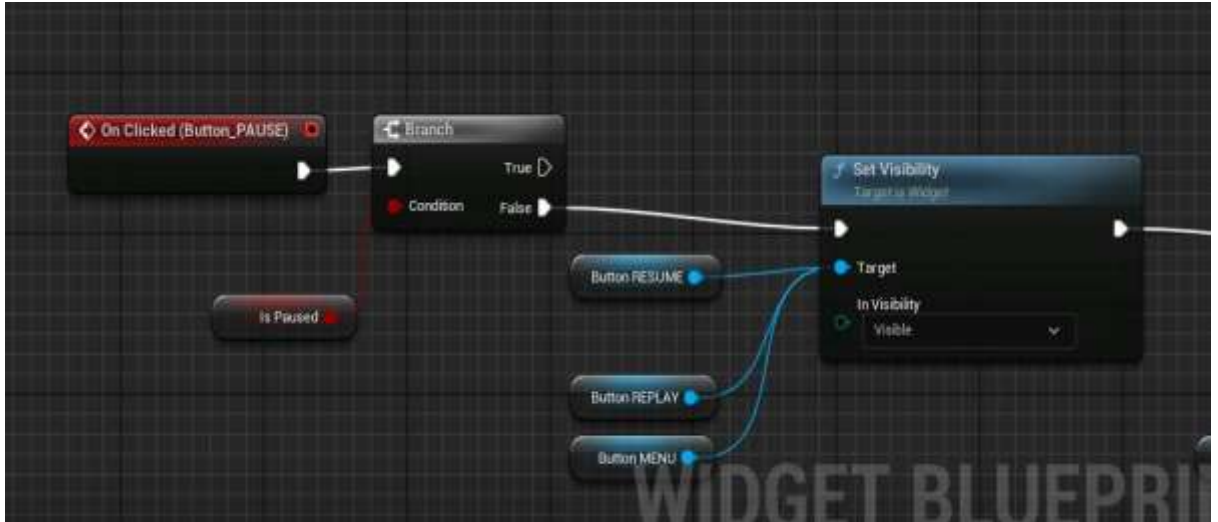 On Clicked (Button_PAUSE)
Branch
True
Condition
False
Is Paused
Set Visibility
Target is Widget
Button RESUME
Target
In Visibility
Visible
Button REPLAY
Button MENU
WIDGET BLUEPRI